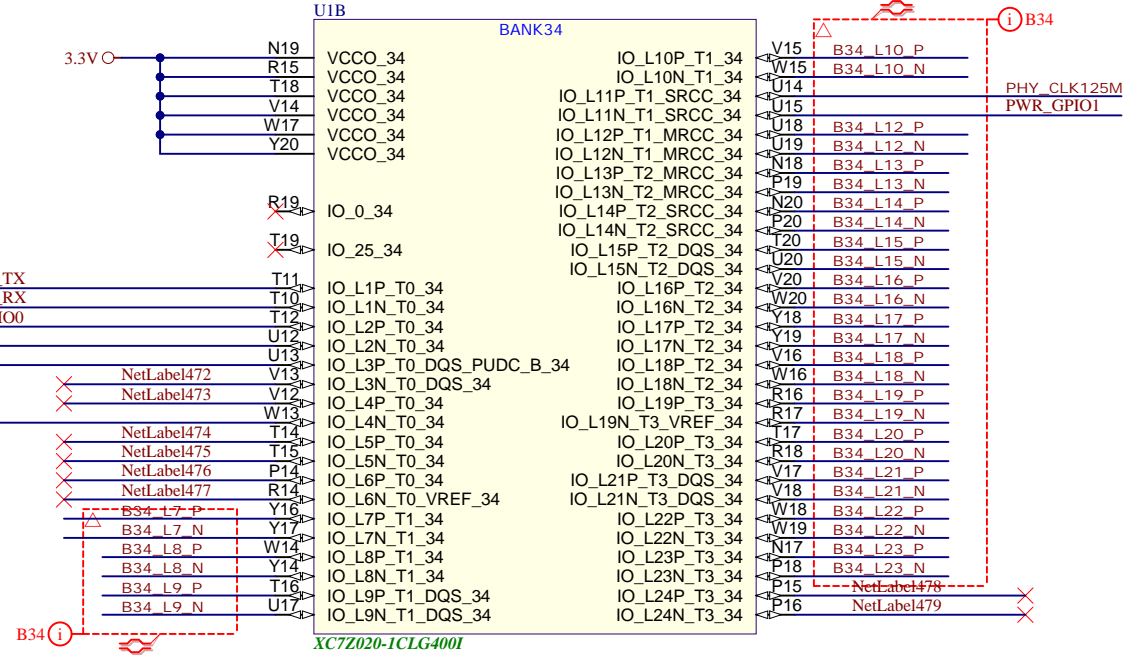 U1B
BANK34
3.3V
N19 VCCO_34
R15 VCCO_34
T18 VCCO_34
V14 VCCO_34
W17 VCCO_34
Y20 VCCO_34
R19 IO_0_34
T19 IO_25_34
_TX T11 IO_L1P_T0_34
RX T10 IO_L1N_T0_34
IO0 T12 IO_L2P_T0_34
U12 IO_L2N_T0_34
U13 IO_L3P_T0_DQS_PUDC_B_34
NetLabel472 V13 IO_L3N_T0_DQS_34
NetLabel473 V12 IO_L4P_T0_34
W13 IO_L4N_T0_34
NetLabel474 T14 IO_L5P_T0_34
NetLabel475 T15 IO_L5N_T0_34
NetLabel476 P14 IO_L6P_T0_34
NetLabel477 R14 IO_L6N_T0_VREF_34
B34_L7_P Y16 IO_L7P_T1_34
B34_L7_N Y17 IO_L7N_T1_34
B34_L8_P W14 IO_L8P_T1_34
B34_L8_N Y14 IO_L8N_T1_34
B34_L9_P T16 IO_L9P_T1_DQS_34
B34_L9_N U17 IO_L9N_T1_DQS_34
B34 i
i B34
IO_L10P_T1_34 V15 B34_L10_P
IO_L10N_T1_34 W15 B34_L10_N
IO_L11P_T1_SRCC_34 U14 PHY_CLK125M
IO_L11N_T1_SRCC_34 U15 PWR_GPIO1
IO_L12P_T1_MRCC_34 U18 B34_L12_P
IO_L12N_T1_MRCC_34 U19 B34_L12_N
IO_L13P_T2_MRCC_34 N18 B34_L13_P
IO_L13N_T2_MRCC_34 P19 B34_L13_N
IO_L14P_T2_SRCC_34 N20 B34_L14_P
IO_L14N_T2_SRCC_34 P20 B34_L14_N
IO_L15P_T2_DQS_34 T20 B34_L15_P
IO_L15N_T2_DQS_34 U20 B34_L15_N
IO_L16P_T2_34 V20 B34_L16_P
IO_L16N_T2_34 W20 B34_L16_N
IO_L17P_T2_34 Y18 B34_L17_P
IO_L17N_T2_34 Y19 B34_L17_N
IO_L18P_T2_34 V16 B34_L18_P
IO_L18N_T2_34 W16 B34_L18_N
IO_L19P_T3_34 R16 B34_L19_P
IO_L19N_T3_VREF_34 R17 B34_L19_N
IO_L20P_T3_34 T17 B34_L20_P
IO_L20N_T3_34 R18 B34_L20_N
IO_L21P_T3_DQS_34 V17 B34_L21_P
IO_L21N_T3_DQS_34 V18 B34_L21_N
IO_L22P_T3_34 W18 B34_L22_P
IO_L22N_T3_34 W19 B34_L22_N
IO_L23P_T3_34 N17 B34_L23_P
IO_L23N_T3_34 P18 B34_L23_N
IO_L24P_T3_34 P15 NetLabel478
IO_L24N_T3_34 P16 NetLabel479
XC7Z020-1CLG400I